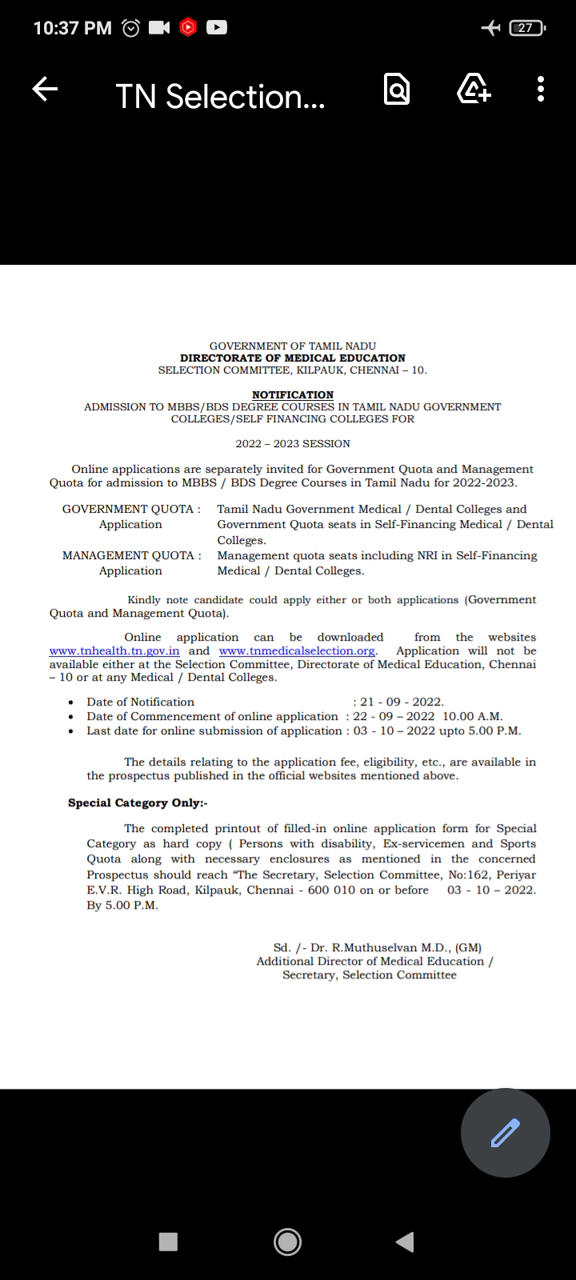 10:37 PM 27
TN Selection...
GOVERNMENT OF TAMIL NADU
DIRECTORATE OF MEDICAL EDUCATION
SELECTION COMMITTEE, KILPAUK, CHENNAI – 10.
NOTIFICATION
ADMISSION TO MBBS/BDS DEGREE COURSES IN TAMIL NADU GOVERNMENT
COLLEGES/SELF FINANCING COLLEGES FOR
2022 – 2023 SESSION
Online applications are separately invited for Government Quota and Management
Quota for admission to MBBS / BDS Degree Courses in Tamil Nadu for 2022-2023.
GOVERNMENT QUOTA : Tamil Nadu Government Medical / Dental Colleges and
Application Government Quota seats in Self-Financing Medical / Dental
Colleges.
MANAGEMENT QUOTA : Management quota seats including NRI in Self-Financing
Application Medical / Dental Colleges.
Kindly note candidate could apply either or both applications (Government
Quota and Management Quota).
Online application can be downloaded from the websites
www.tnhealth.tn.gov.in and www.tnmedicalselection.org. Application will not be
available either at the Selection Committee, Directorate of Medical Education, Chennai
– 10 or at any Medical / Dental Colleges.
• Date of Notification : 21 - 09 - 2022.
• Date of Commencement of online application : 22 - 09 – 2022 10.00 A.M.
• Last date for online submission of application : 03 - 10 – 2022 upto 5.00 P.M.
The details relating to the application fee, eligibility, etc., are available in
the prospectus published in the official websites mentioned above.
Special Category Only:-
The completed printout of filled-in online application form for Special
Category as hard copy ( Persons with disability, Ex-servicemen and Sports
Quota along with necessary enclosures as mentioned in the concerned
Prospectus should reach "The Secretary, Selection Committee, No:162, Periyar
E.V.R. High Road, Kilpauk, Chennai - 600 010 on or before 03 - 10 – 2022.
By 5.00 P.M.
Sd. /- Dr. R.Muthuselvan M.D., (GM)
Additional Director of Medical Education /
Secretary, Selection Committee